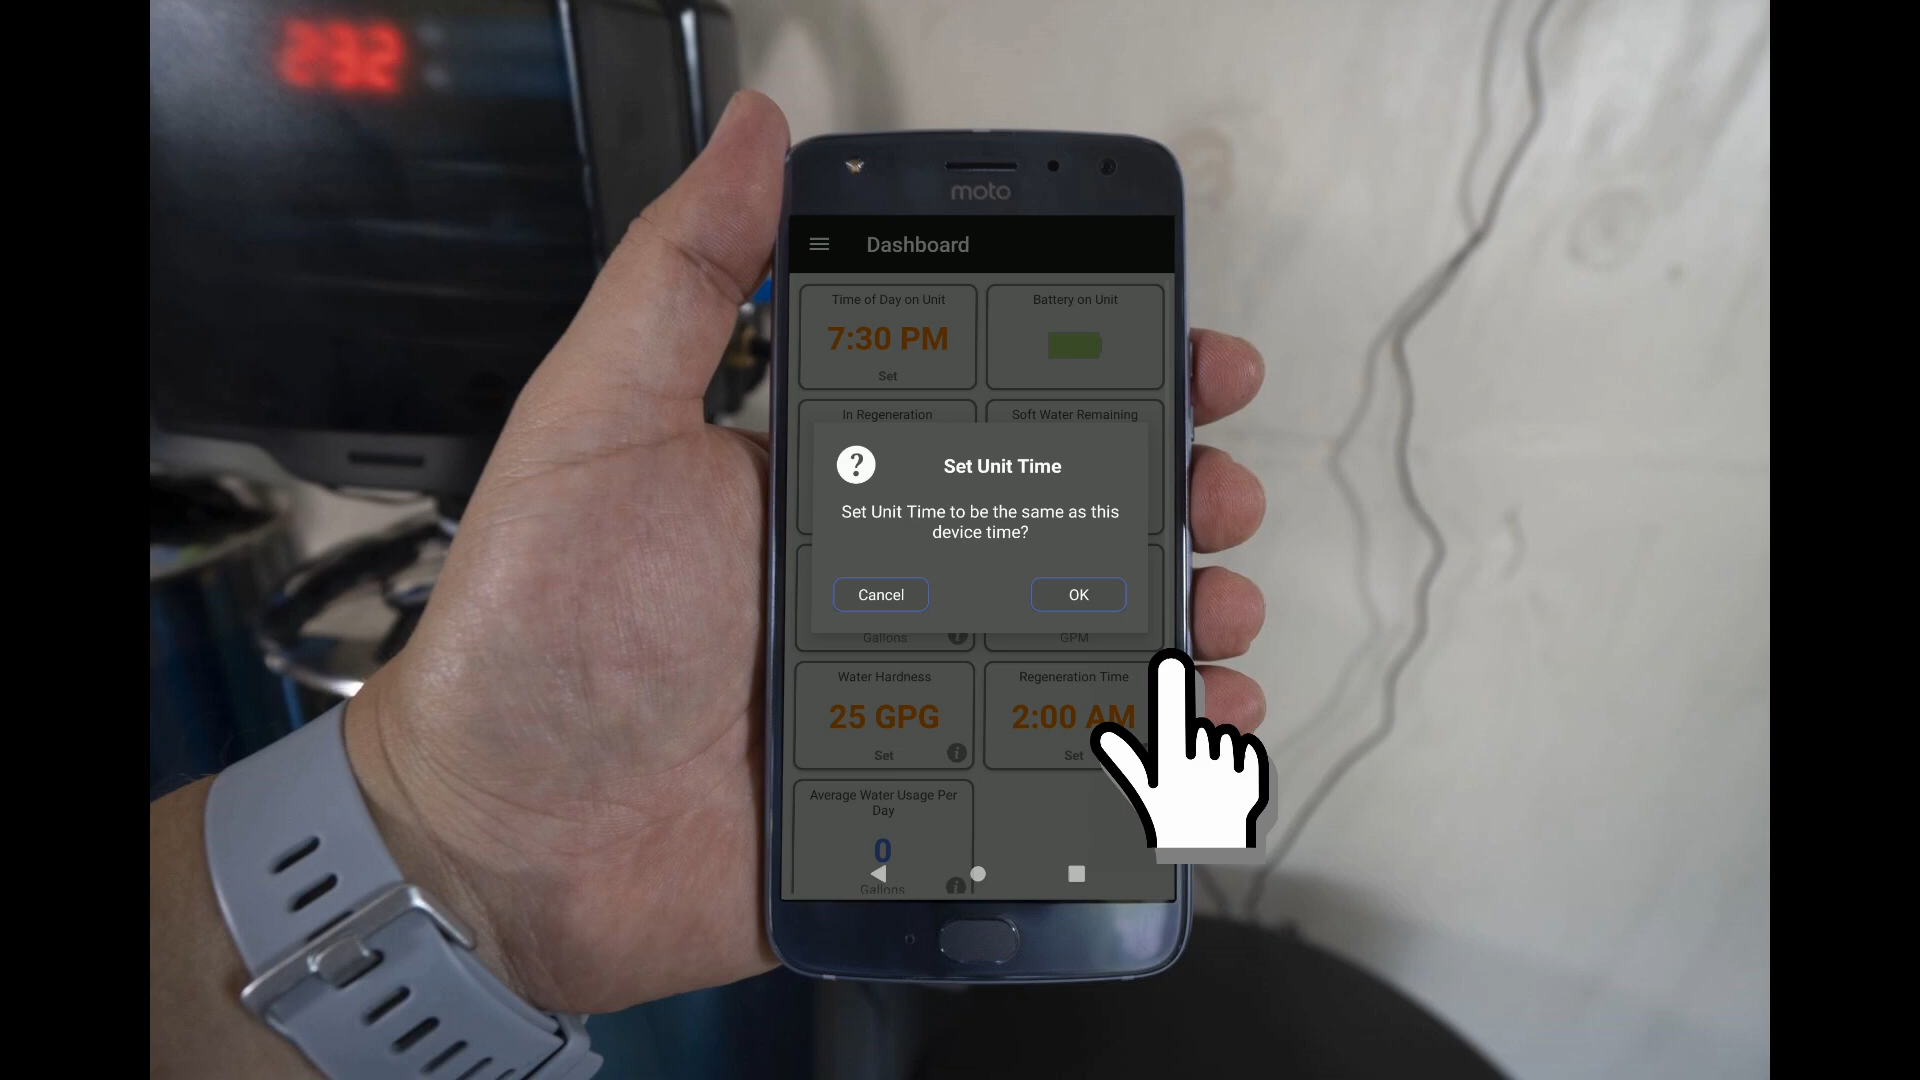 232
moto
Dashboard
Time of Day on Unit
7:30 PM
Set
Battery on Unit
In Regeneration
Soft Water Remaining
?
Set Unit Time
Set Unit Time to be the same as this
device time?
Cancel
OK
Gallons
i
GPM
Water Hardness
25 GPG
Set
i
Regeneration Time
2:00 AM
Set
Average Water Usage Per
Day
0
Gallons
i